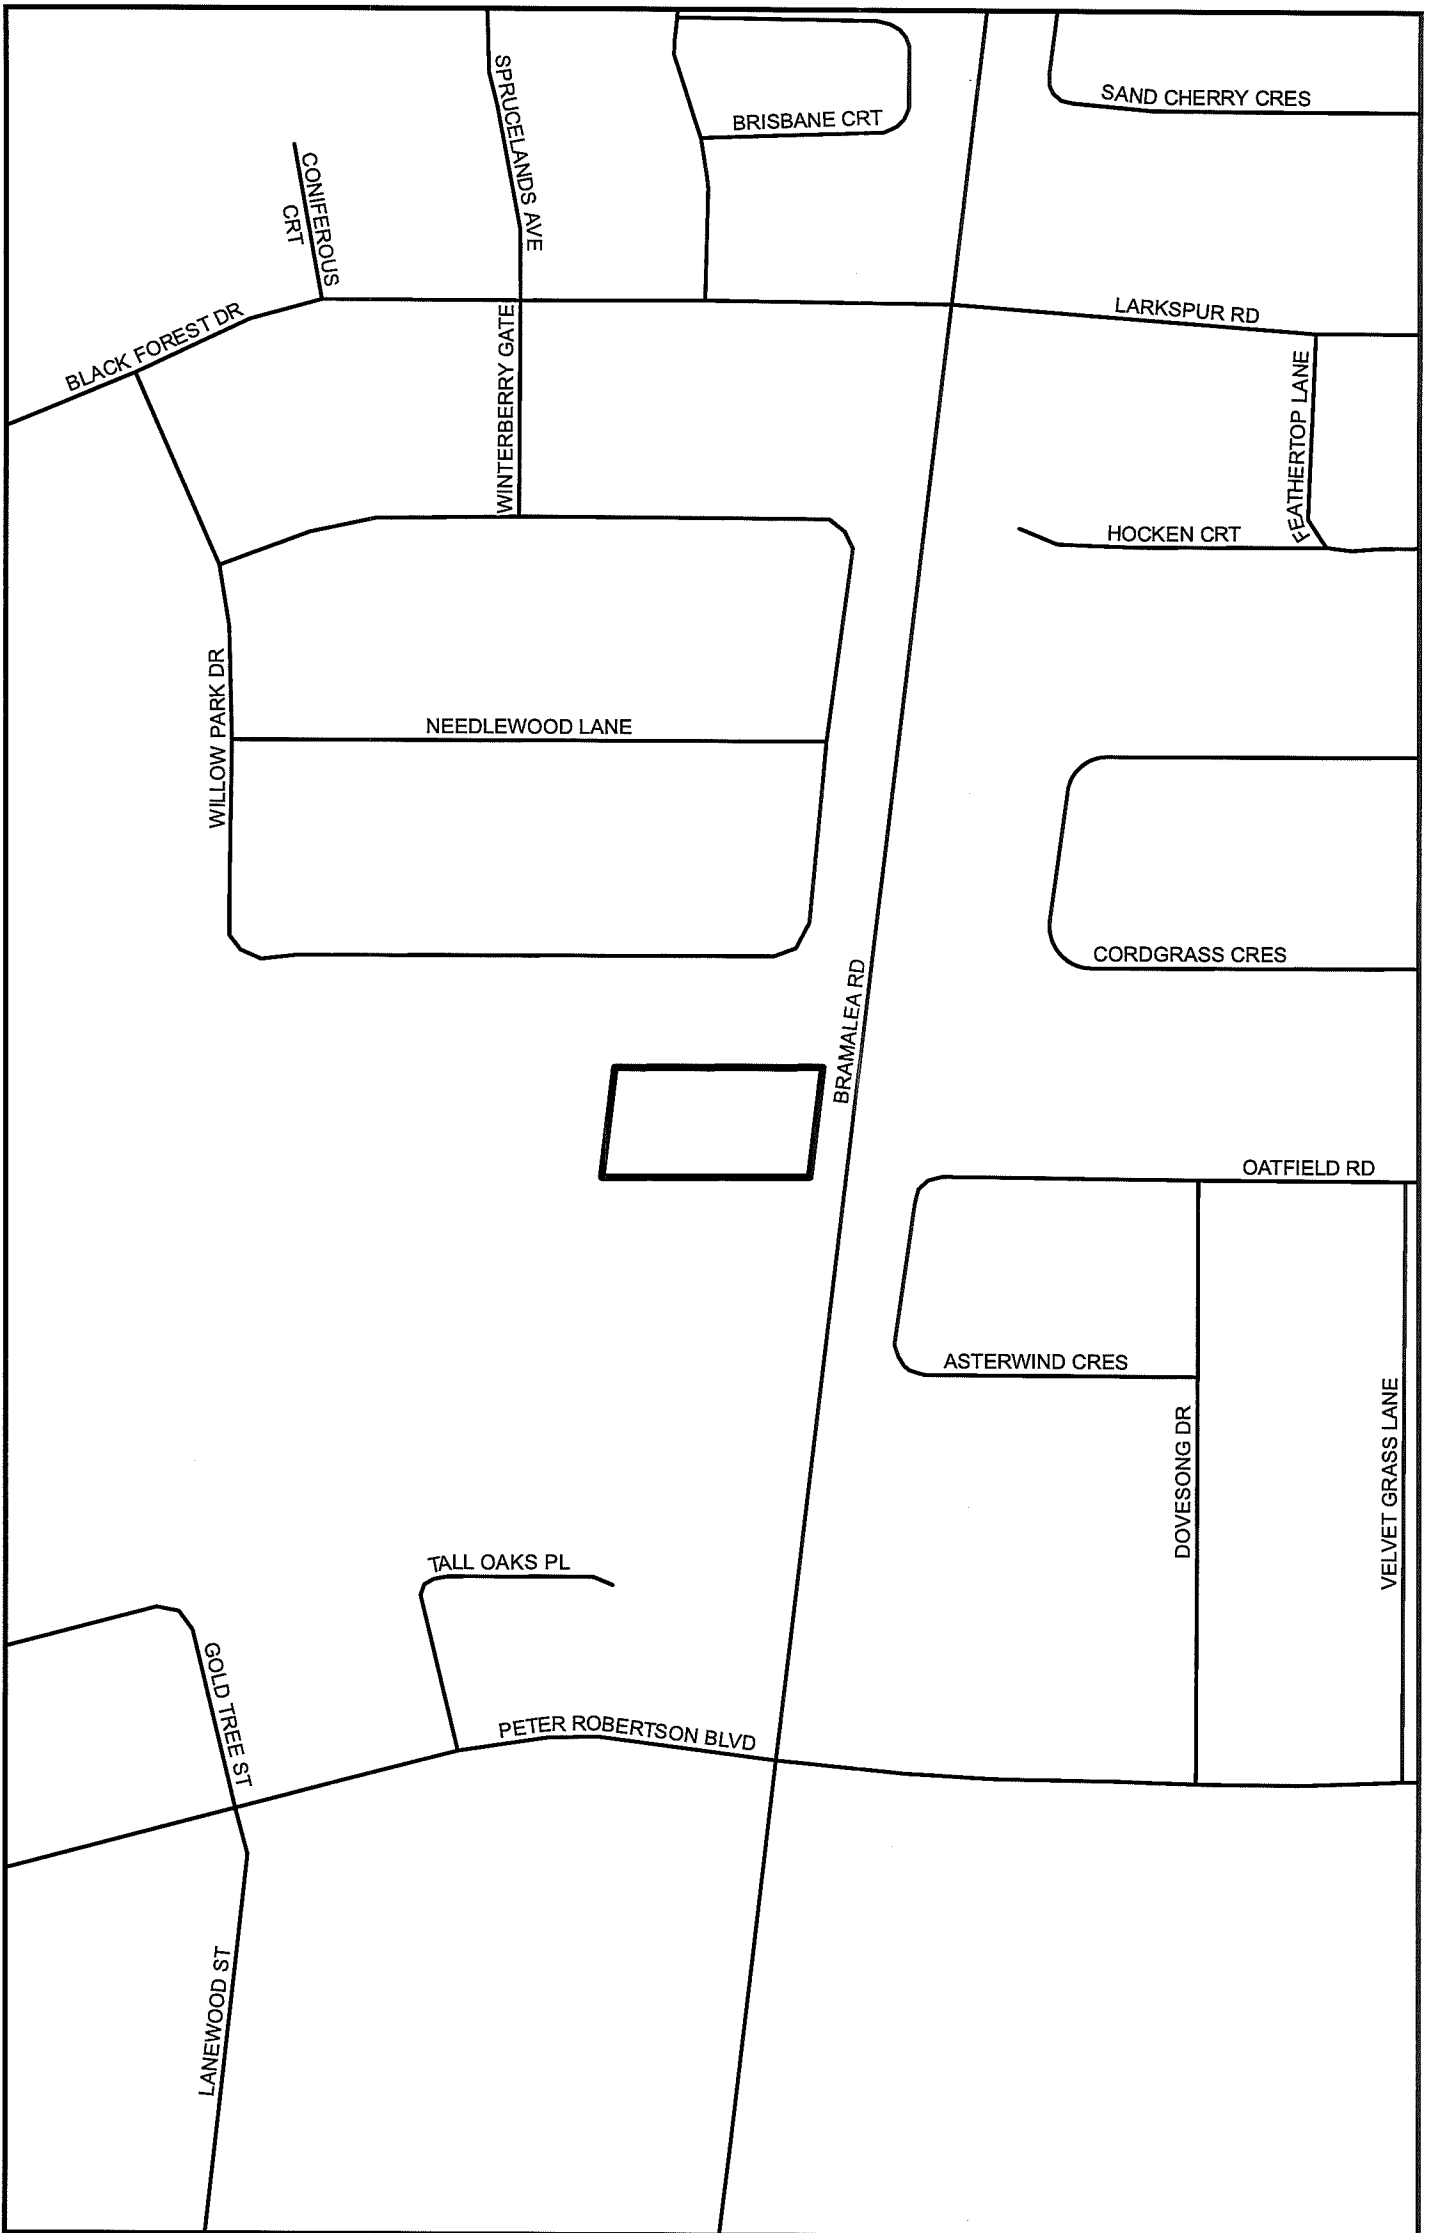 SPRUCELANDS AVE
BRISBANE CRT
SAND CHERRY CRES
CONIFEROUS
CRT
BLACK FOREST DR
WINTERBERRY GATE
LARKSPUR RD
FEATHERTOP LANE
HOCKEN CRT
WILLOW PARK DR
NEEDLEWOOD LANE
CORDGRASS CRES
BRAMALEA RD
OATFIELD RD
ASTERWIND CRES
DOVESONG DR
VELVET GRASS LANE
TALL OAKS PL
GOLD TREE ST
PETER ROBERTSON BLVD
LANEWOOD ST